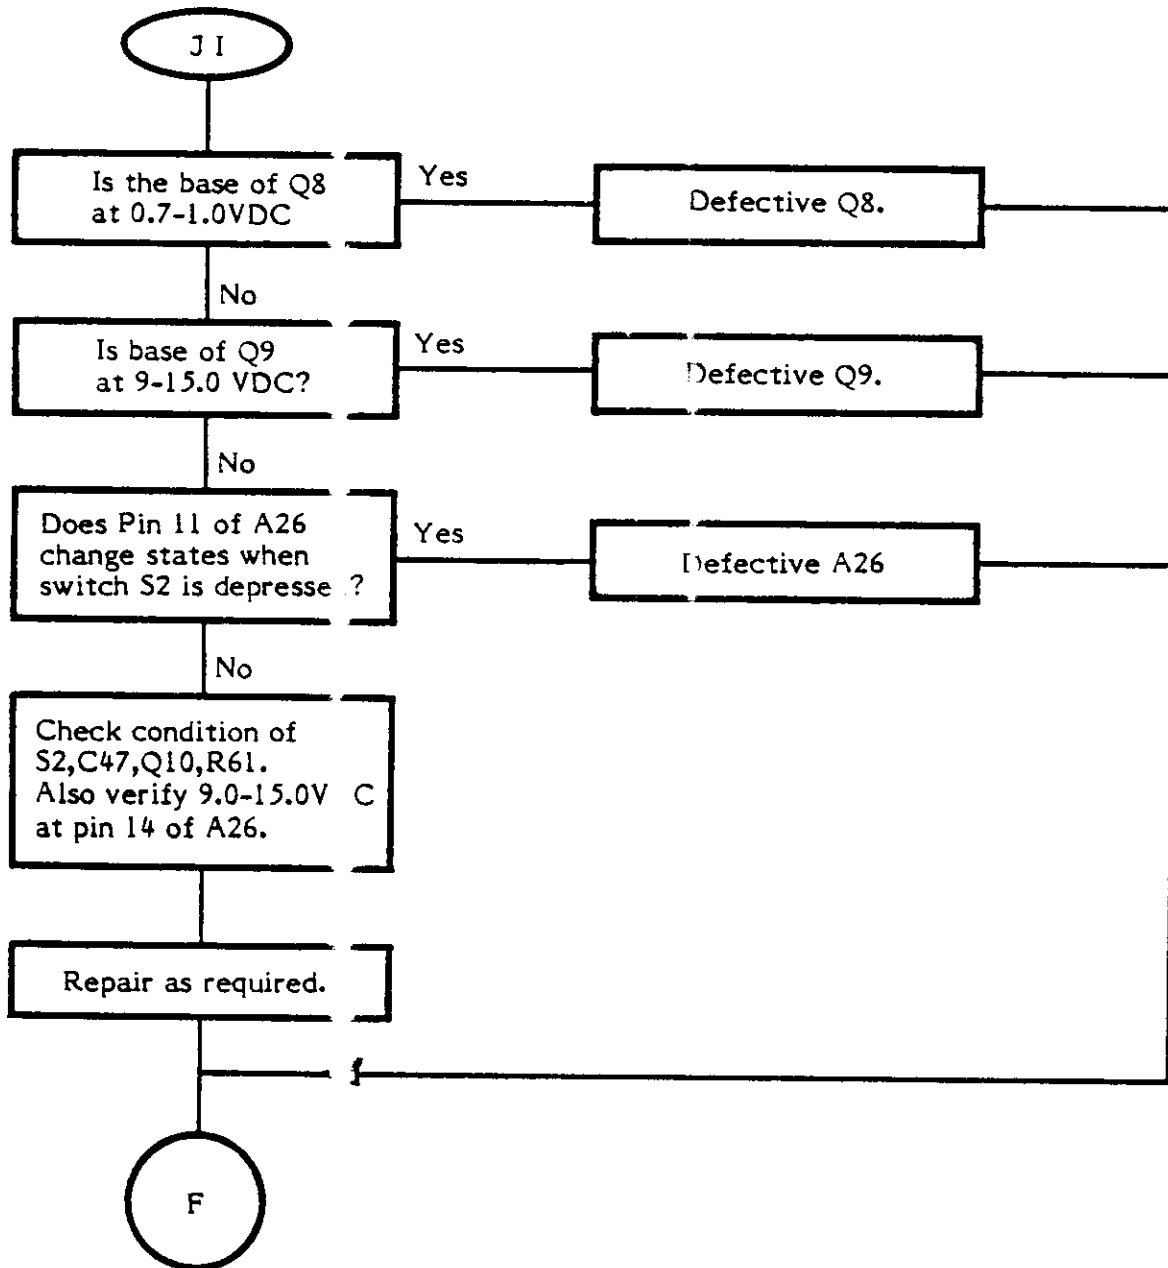 J I
Is the base of Q8
at 0.7-1.0VDC
Yes
Defective Q8.
No
Is base of Q9
at 9-15.0 VDC?
Yes
Defective Q9.
No
Does Pin 11 of A26
change states when
switch S2 is depresse ?
Yes
Defective A26
No
Check condition of
S2,C47,Q10,R61.
Also verify 9.0-15.0V C
at pin 14 of A26.
Repair as required.
F